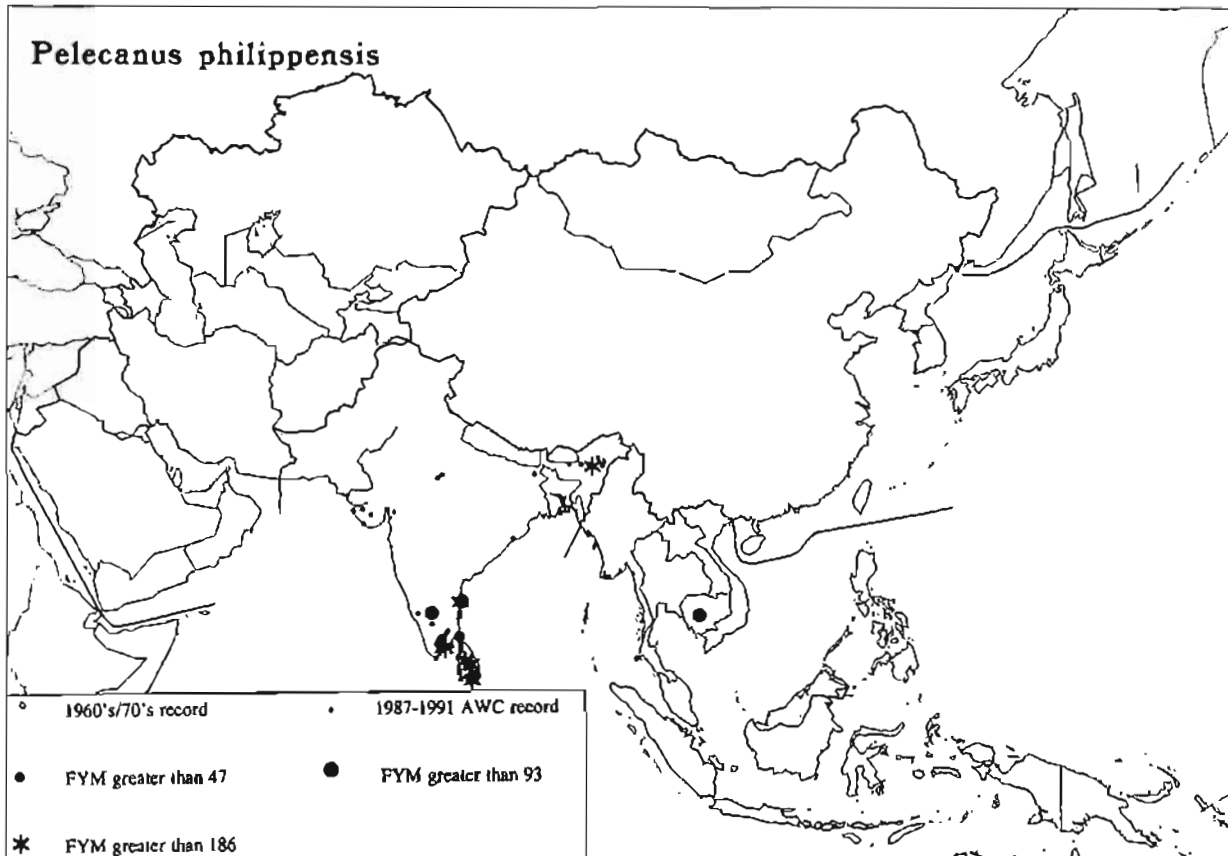 Pelecanus philippensis
1960's/70's record
1987-1991 AWC record
FYM greater than 47
FYM greater than 93
FYM greater than 186